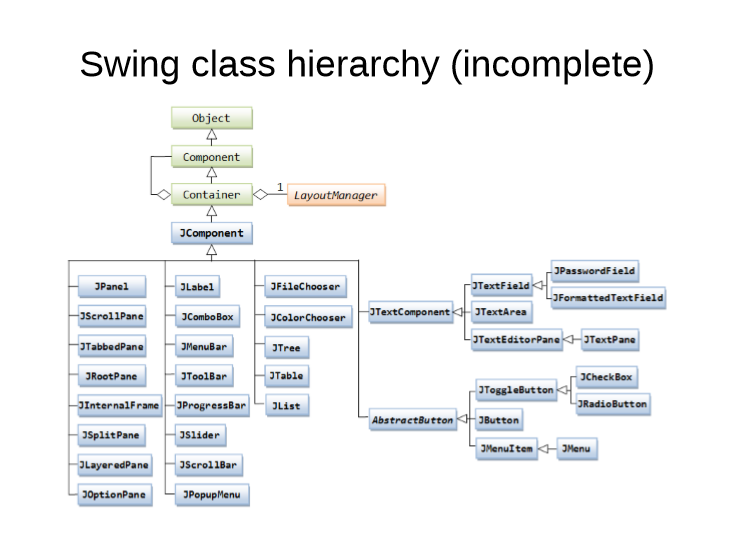 Swing class hierarchy (incomplete)
Object
Component
Container
1
LayoutManager
JComponent
JPanel
JScrollPane
JTabbedPane
JRootPane
JInternalFrame
JSplitPane
JLayeredPane
JOptionPane
JLabel
JComboBox
JMenuBar
JToolBar
JProgressBar
JSlider
JScrollBar
JPopupMenu
JFileChooser
JColorChooser
JTree
JTable
JList
JTextComponent
JTextField
JPasswordField
JFormattedTextField
JTextArea
JTextEditorPane
JTextPane
AbstractButton
JToggleButton
JCheckBox
JRadioButton
JButton
JMenuItem
JMenu